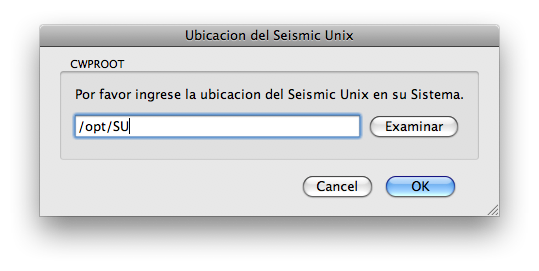 Ubicacion del Seismic Unix
CWPROOT
Por favor ingrese la ubicacion del Seismic Unix en su Sistema.
/opt/SU
Examinar
Cancel
OK